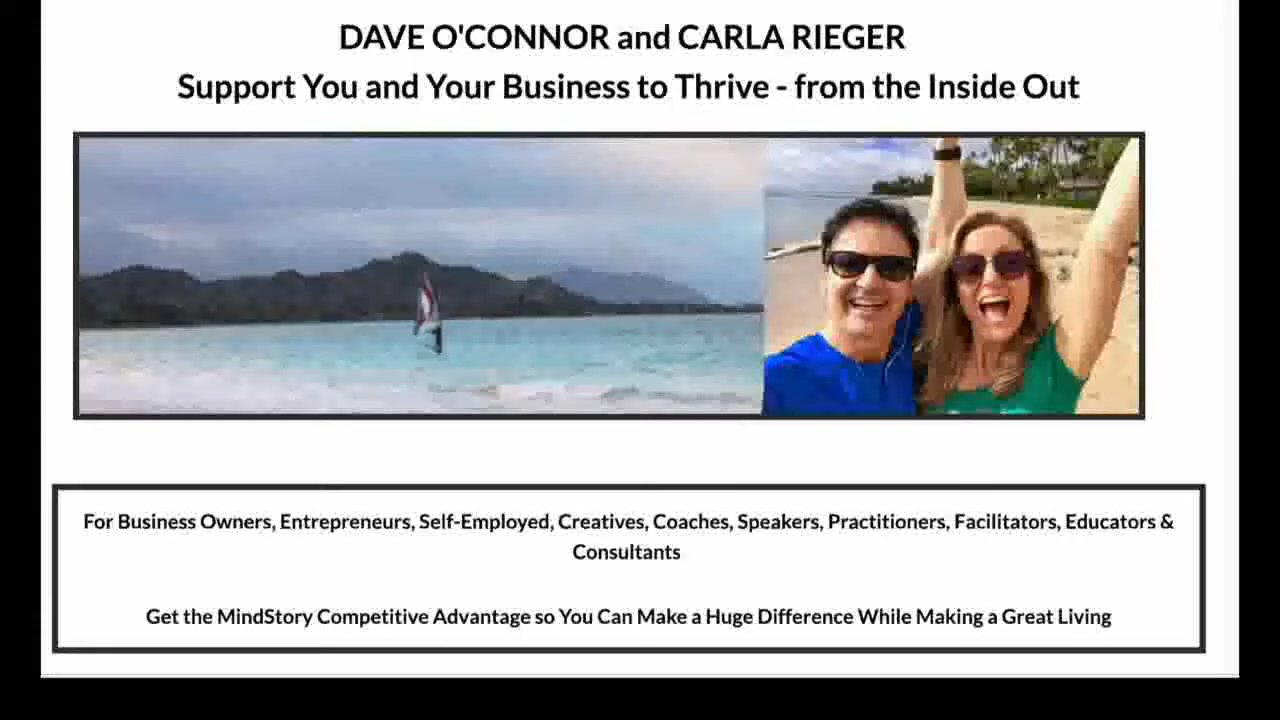 DAVE O'CONNOR and CARLA RIEGER
Support You and Your Business to Thrive - from the Inside Out
For Business Owners, Entrepreneurs, Self-Employed, Creatives, Coaches, Speakers, Practitioners, Facilitators, Educators &
Consultants
Get the MindStory Competitive Advantage so You Can Make a Huge Difference While Making a Great Living